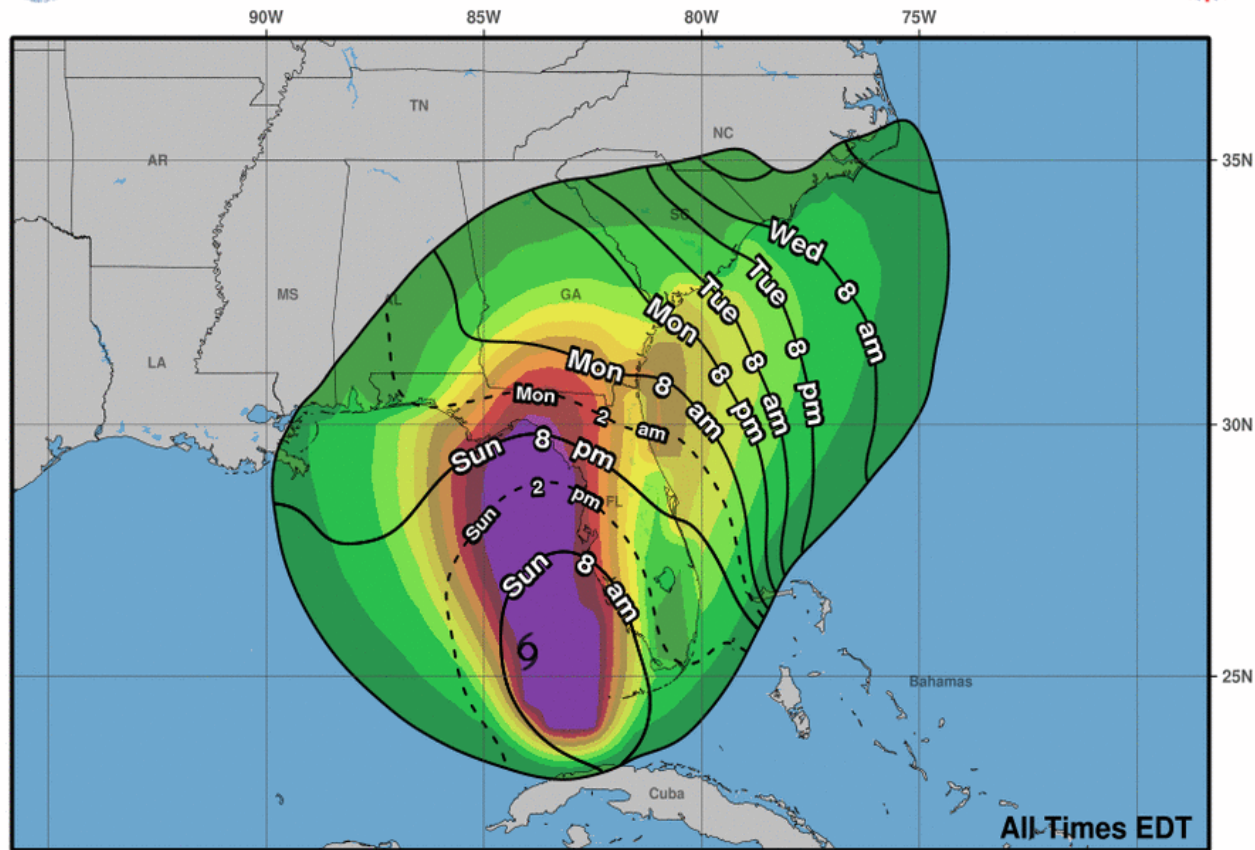 90W 85W 80W 75W
TN
NC
AR
35N
SC
Wed 8 am
Tue 8 pm
MS
AL
GA
Tue 8 am
Mon 8 pm
LA
Mon 8 am
Mon 2 am
30N
Sun 8 pm
Sun 2 pm
FL
Sun 8 am
25N
Bahamas
Cuba
All Times EDT